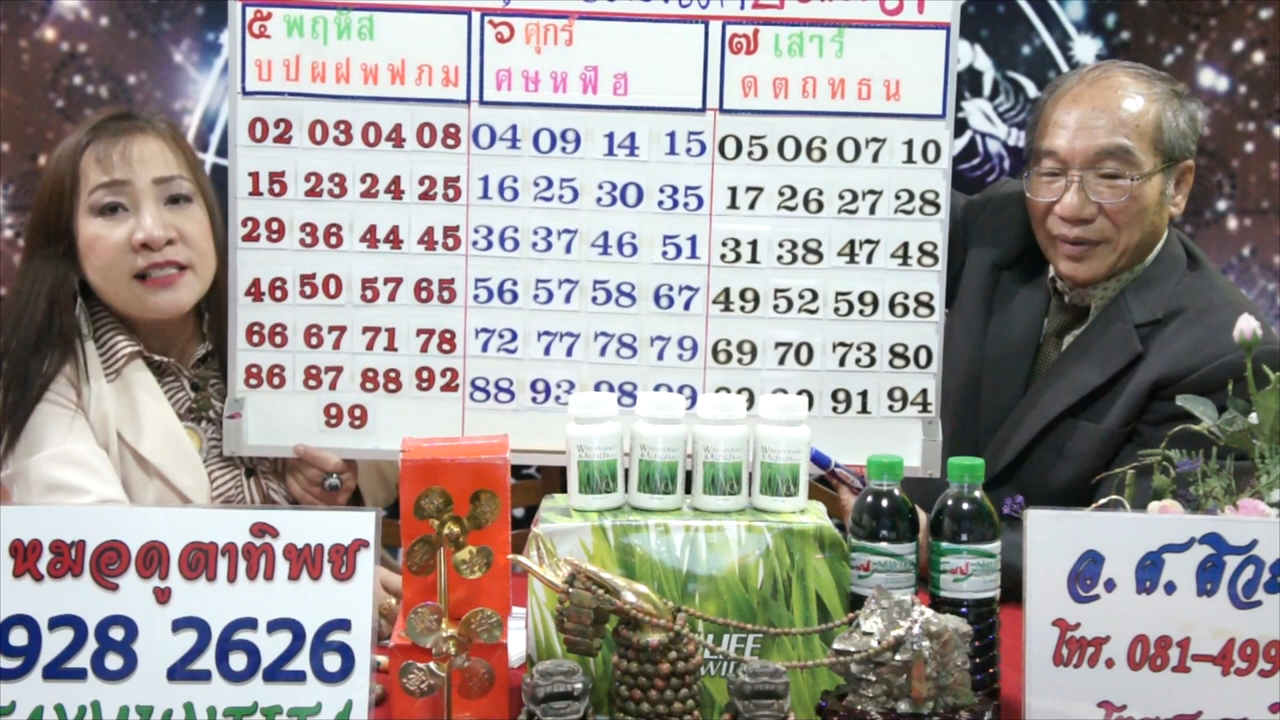 ๕ พฤหัส
บ ป ผ ฝ พ ฟ ภ ม
02 03 04 08
15 23 24 25
29 36 44 45
46 50 57 65
66 67 71 78
86 87 88 92
99
๖ ศุกร์
ศ ษ ห ฬ ฮ
04 09 14 15
16 25 30 35
36 37 46 51
56 57 58 67
72 77 78 79
88 93 98 99
๗ เสาร์
ด ต ถ ท ธ น
05 06 07 10
17 26 27 28
31 38 47 48
49 52 59 68
69 70 73 80
91 94
หมอดูตาทิพย์
928 2626
LIFE
อ. ศ.
โทร. 081-499